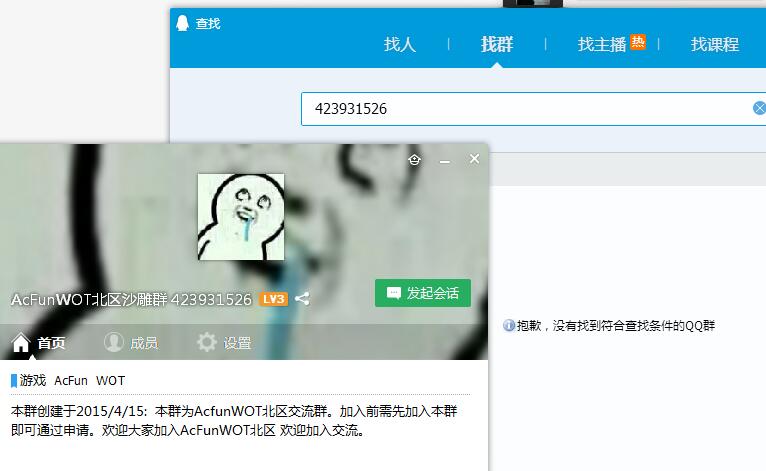 查找
找人
找群
找主播
热
找课程
423931526
AcFunWOT北区沙雕群 423931526 LV3
发起会话
首页
成员
设置
抱歉，没有找到符合查找条件的QQ群
游戏 AcFun WOT
本群创建于2015/4/15: 本群为AcfunWOT北区交流群。加入前需先加入本群
即可通过申请。欢迎大家加入AcFunWOT北区 欢迎加入交流。